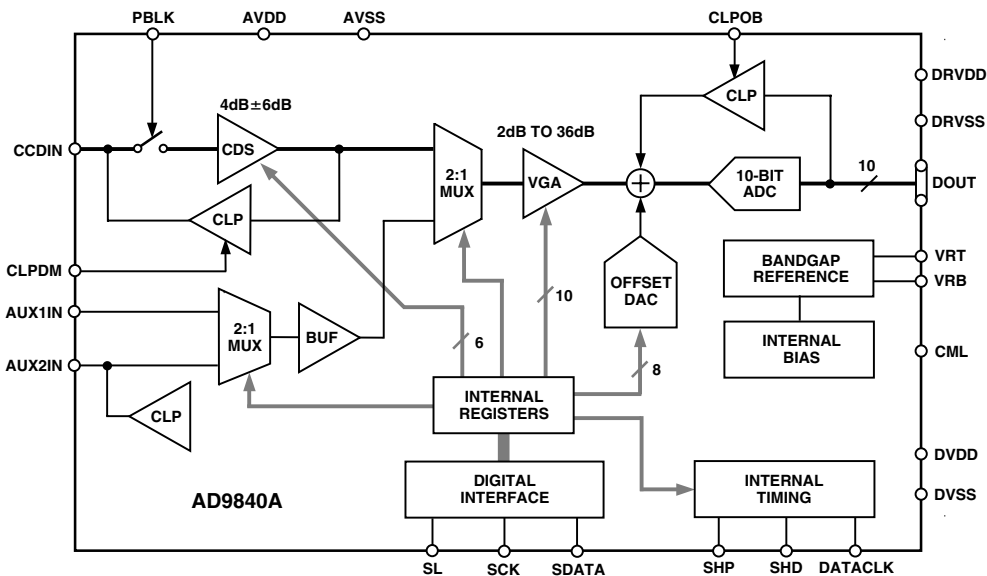 PBLK
AVDD
AVSS
CLPOB
DRVDD
DRVSS
4dB±6dB
CLP
CCDIN
CDS
2:1
MUX
2dB TO 36dB
VGA
10-BIT
ADC
10
DOUT
CLP
CLPDM
AUX1IN
2:1
MUX
BUF
AUX2IN
CLP
10
6
OFFSET
DAC
8
BANDGAP
REFERENCE
VRT
VRB
INTERNAL
BIAS
CML
INTERNAL
REGISTERS
DIGITAL
INTERFACE
INTERNAL
TIMING
DVDD
DVSS
AD9840A
SL
SCK
SDATA
SHP
SHD
DATACLK